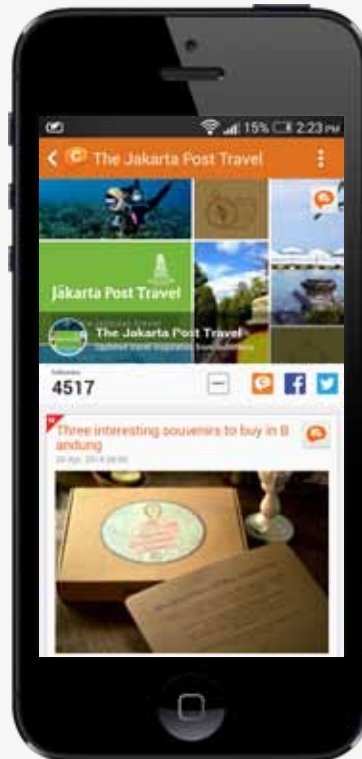 15% 2:23 PM
The Jakarta Post Travel
Jakarta Post Travel
The Jakarta Post Travel
followers
4517
Three interesting souvenirs to buy in B
andung